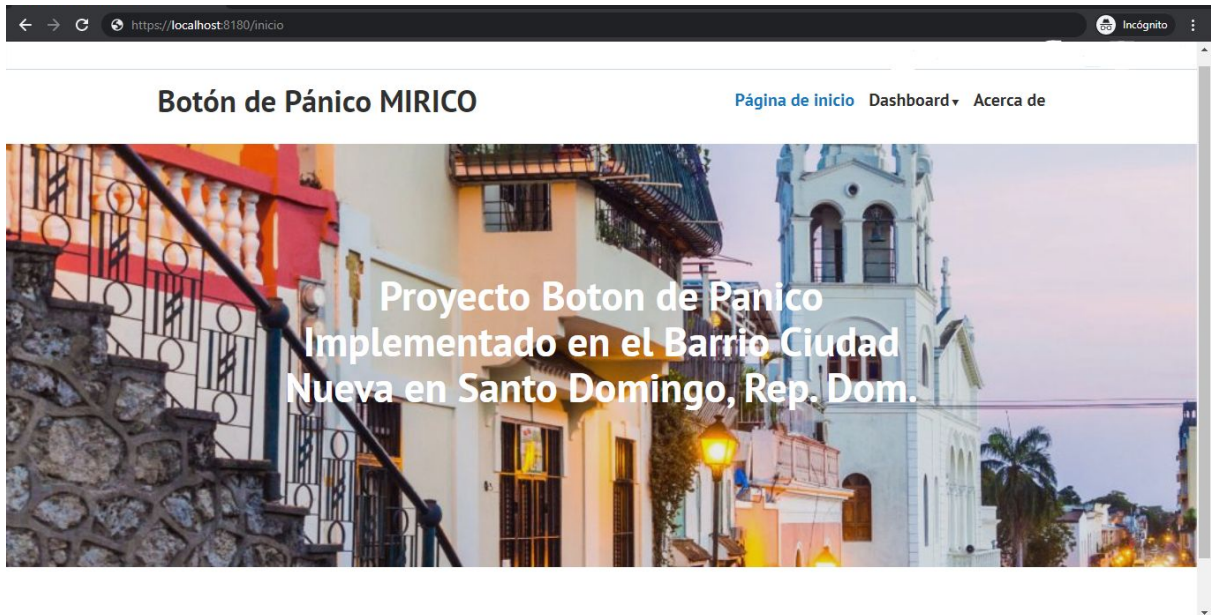 https://localhost:8180/inicio
Incógnito
Botón de Pánico MIRICO
Página de inicio Dashboard Acerca de
Proyecto Boton de Panico
Implementado en el Barrio Ciudad
Nueva en Santo Domingo, Rep. Dom.